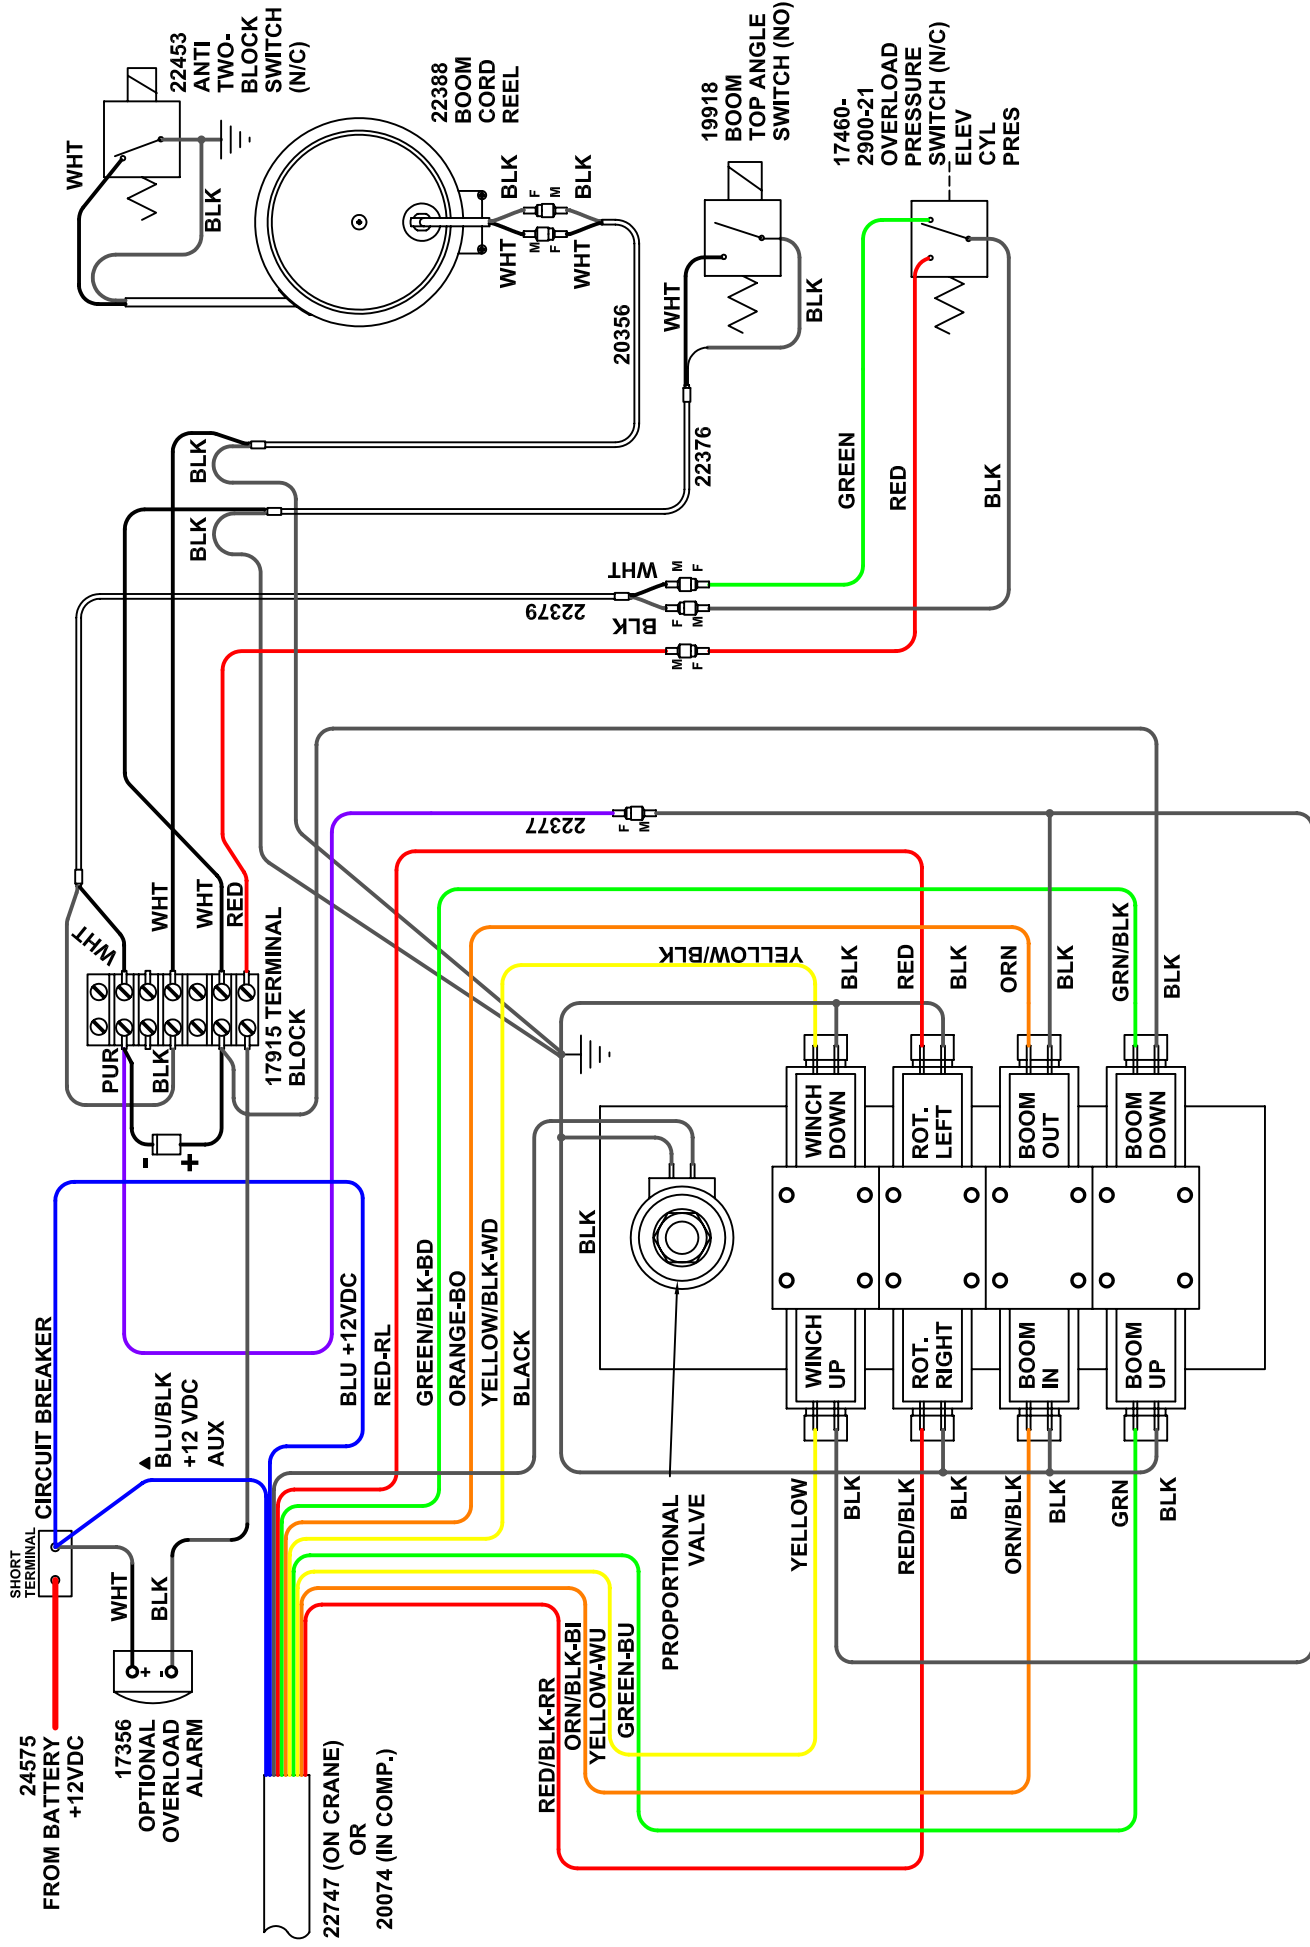 22453
ANTI
TWO-
BLOCK
SWITCH
(N/C)
WHT
BLK
22388
BOOM
CORD
REEL
BLK
F
M
BLK
WHT
M
F
WHT
20356
19918
BOOM
TOP ANGLE
SWITCH (NO)
WHT
BLK
22376
17460-
2900-21
OVERLOAD
PRESSURE
SWITCH (N/C)
ELEV
CYL
PRES
GREEN
RED
BLK
BLK
BLK
WHT
M
F
22379
BLK
F
M
M
F
22377
F
M
WHT
WHT
WHT
RED
17915 TERMINAL
BLOCK
PUR
BLK
-
+
SHORT
TERMINAL
CIRCUIT BREAKER
BLU/BLK
+12 VDC
AUX
WHT
BLK
+
-
24575
FROM BATTERY
+12VDC
17356
OPTIONAL
OVERLOAD
ALARM
22747 (ON CRANE)
OR
20074 (IN COMP.)
BLU +12VDC
RED-RL
GREEN/BLK-BD
ORANGE-BO
YELLOW/BLK-WD
BLACK
RED/BLK-RR
ORN/BLK-BI
YELLOW-WU
GREEN-BU
BLK
PROPORTIONAL
VALVE
YELLOW/BLK
BLK
RED
BLK
ORN
BLK
GRN/BLK
BLK
WINCH
DOWN
ROT.
LEFT
BOOM
OUT
BOOM
DOWN
WINCH
UP
ROT.
RIGHT
BOOM
IN
BOOM
UP
YELLOW
BLK
RED/BLK
BLK
ORN/BLK
BLK
GRN
BLK